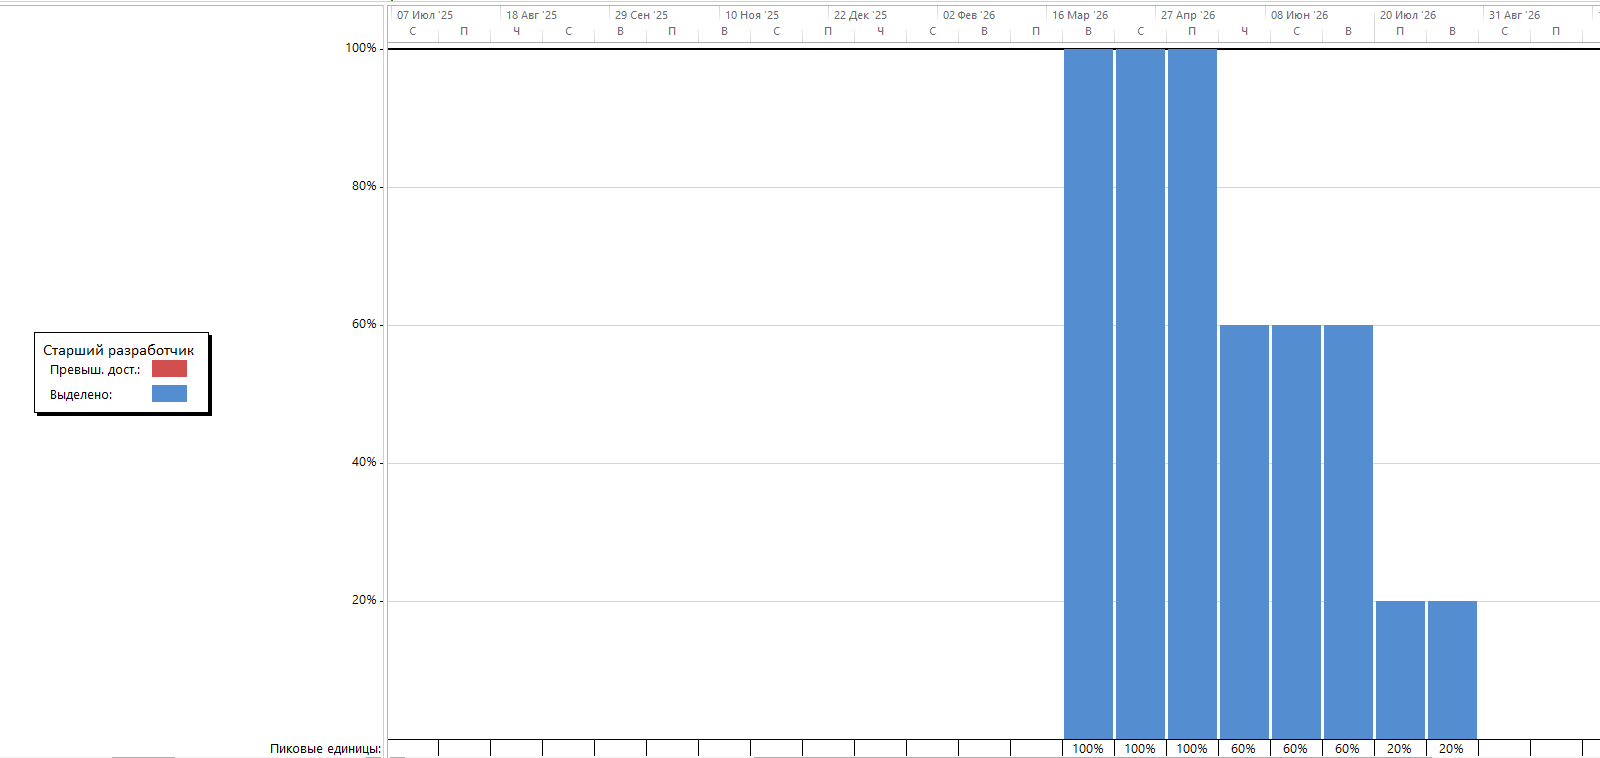 07 Июл '25 18 Авг '25 29 Сен '25 10 Ноя '25 22 Дек '25 02 Фев '26 16 Мар '26 27 Апр '26 08 Июн '26 20 Июл '26 31 Авг '26
С П Ч С В П В С П Ч С В П В С П Ч С В П В С П
100%
80%
60%
40%
20%
Старший разработчик
Превыш. дост.:
Выделено:
Пиковые единицы: 100% 100% 100% 60% 60% 60% 20% 20%